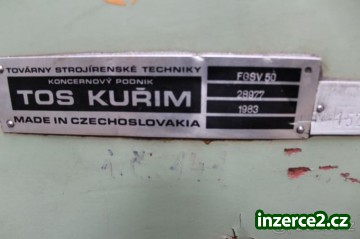 TOVÁRNY STROJÍRENSKÉ TECHNIKY
KONCERNOVÝ PODNIK
TOS KUŘIM
MADE IN CZECHOSLOVAKIA
FGSV 50
28977
1983
inzerce2.cz